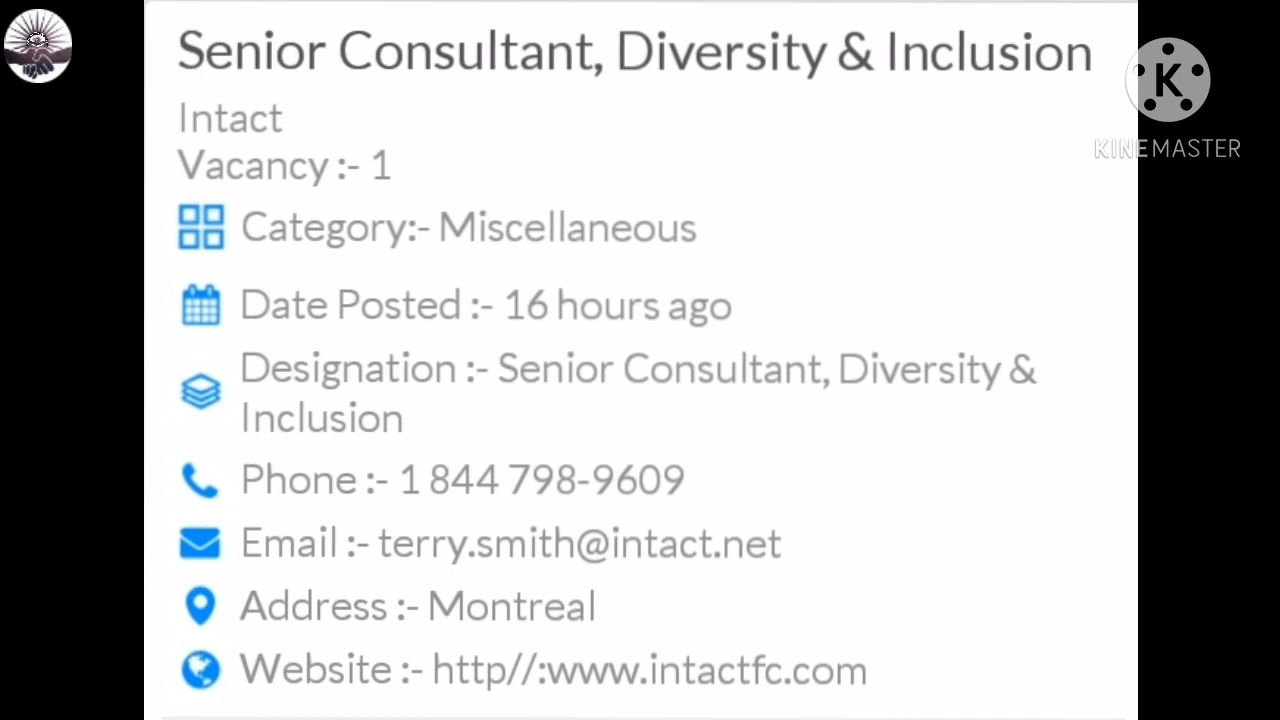 Senior Consultant, Diversity & Inclusion
Intact
Vacancy :- 1
Category:- Miscellaneous
Date Posted :- 16 hours ago
Designation :- Senior Consultant, Diversity &
Inclusion
Phone :- 1 844 798-9609
Email :- terry.smith@intact.net
Address :- Montreal
Website :- http//:www.intactfc.com
K
KINEMASTER